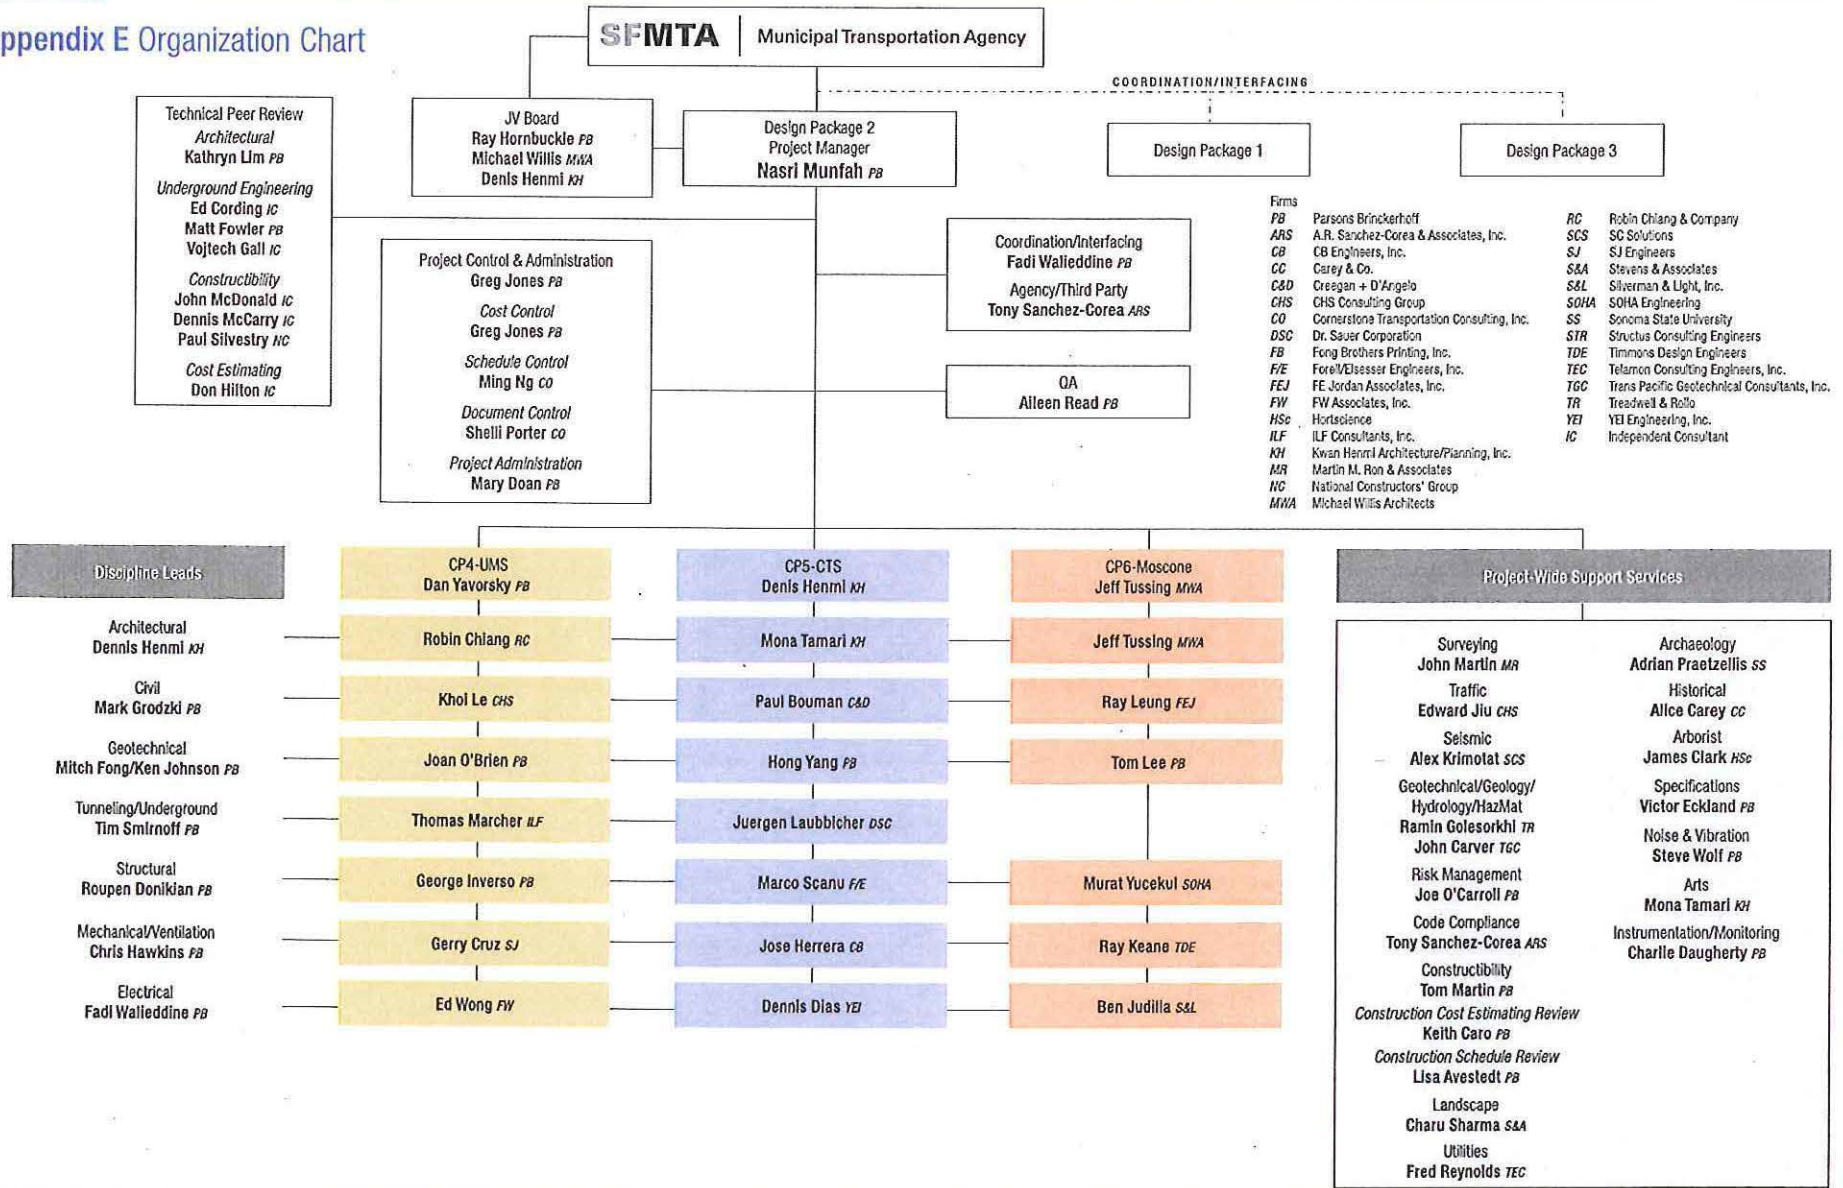 ppendix E Organization Chart
SFMTA | Municipal Transportation Agency
COORDINATION/INTERFACING
Technical Peer Review
Architectural
Kathryn Lim PB
Underground Engineering
Ed Cording IC
Matt Fowler PB
Vojtech Gall IC
Constructibility
John McDonald IC
Dennis McCarry IC
Paul Silvestry NC
Cost Estimating
Don Hilton IC
JV Board
Ray Hornbuckle PB
Michael Willis MWA
Denis Henmi KH
Design Package 2
Project Manager
Nasri Munfah PB
Design Package 1
Design Package 3
Project Control & Administration
Greg Jones PB
Cost Control
Greg Jones PB
Schedule Control
Ming Ng CO
Document Control
Shelli Porter CO
Project Administration
Mary Doan PB
Coordination/Interfacing
Fadi Walieddine PB
Agency/Third Party
Tony Sanchez-Corea ARS
QA
Aileen Read PB
Firms
PB Parsons Brinckerhoff
ARS A.R. Sanchez-Corea & Associates, Inc.
CB CB Engineers, Inc.
CC Carey & Co.
C&D Creegan + D'Angelo
CHS CHS Consulting Group
CO Cornerstone Transportation Consulting, Inc.
DSC Dr. Sauer Corporation
FB Fong Brothers Printing, Inc.
F/E Forell/Elsesser Engineers, Inc.
FEJ FE Jordan Associates, Inc.
FW FW Associates, Inc.
HSc Hortscience
ILF ILF Consultants, Inc.
KH Kwan Henmi Architecture/Planning, Inc.
MR Martin M. Ron & Associates
NC National Constructors' Group
MWA Michael Willis Architects
RC Robin Chiang & Company
SCS SC Solutions
SJ SJ Engineers
S&A Stevens & Associates
S&L Silverman & Light, Inc.
SOHA SOHA Engineering
SS Sonoma State University
STR Structus Consulting Engineers
TDE Timmons Design Engineers
TEC Telamon Consulting Engineers, Inc.
TGC Trans Pacific Geotechnical Consultants, Inc.
TR Treadwell & Rollo
YEI YEI Engineering, Inc.
IC Independent Consultant
Discipline Leads
CP4-UMS
Dan Yavorsky PB
CP5-CTS
Denis Henmi KH
CP6-Moscone
Jeff Tussing MWA
Project-Wide Support Services
Architectural
Dennis Henmi KH
Robin Chiang RC
Mona Tamari KH
Jeff Tussing MWA
Civil
Mark Grodzki PB
Khoi Le CHS
Paul Bouman C&D
Ray Leung FEJ
Geotechnical
Mitch Fong/Ken Johnson PB
Joan O'Brien PB
Hong Yang PB
Tom Lee PB
Tunneling/Underground
Tim Smirnoff PB
Thomas Marcher ILF
Juergen Laubbicher DSC
Structural
Roupen Donikian PB
George Inverso PB
Marco Scanu F/E
Murat Yucekul SOHA
Mechanical/Ventilation
Chris Hawkins PB
Gerry Cruz SJ
Jose Herrera CB
Ray Keane TDE
Electrical
Fadi Walieddine PB
Ed Wong FW
Dennis Dias YEI
Ben Judilla S&L
Surveying
John Martin MR
Traffic
Edward Jiu CHS
Seismic
Alex Krimotat SCS
Geotechnical/Geology/
Hydrology/HazMat
Ramin Golesorkhi TR
John Carver TGC
Risk Management
Joe O'Carroll PB
Code Compliance
Tony Sanchez-Corea ARS
Constructibility
Tom Martin PB
Construction Cost Estimating Review
Keith Caro PB
Construction Schedule Review
Lisa Avestedt PB
Landscape
Charu Sharma S&A
Utilities
Fred Reynolds TEC
Archaeology
Adrian Praetzellis SS
Historical
Alice Carey CC
Arborist
James Clark HSc
Specifications
Victor Eckland PB
Noise & Vibration
Steve Wolf PB
Arts
Mona Tamari KH
Instrumentation/Monitoring
Charlie Daugherty PB